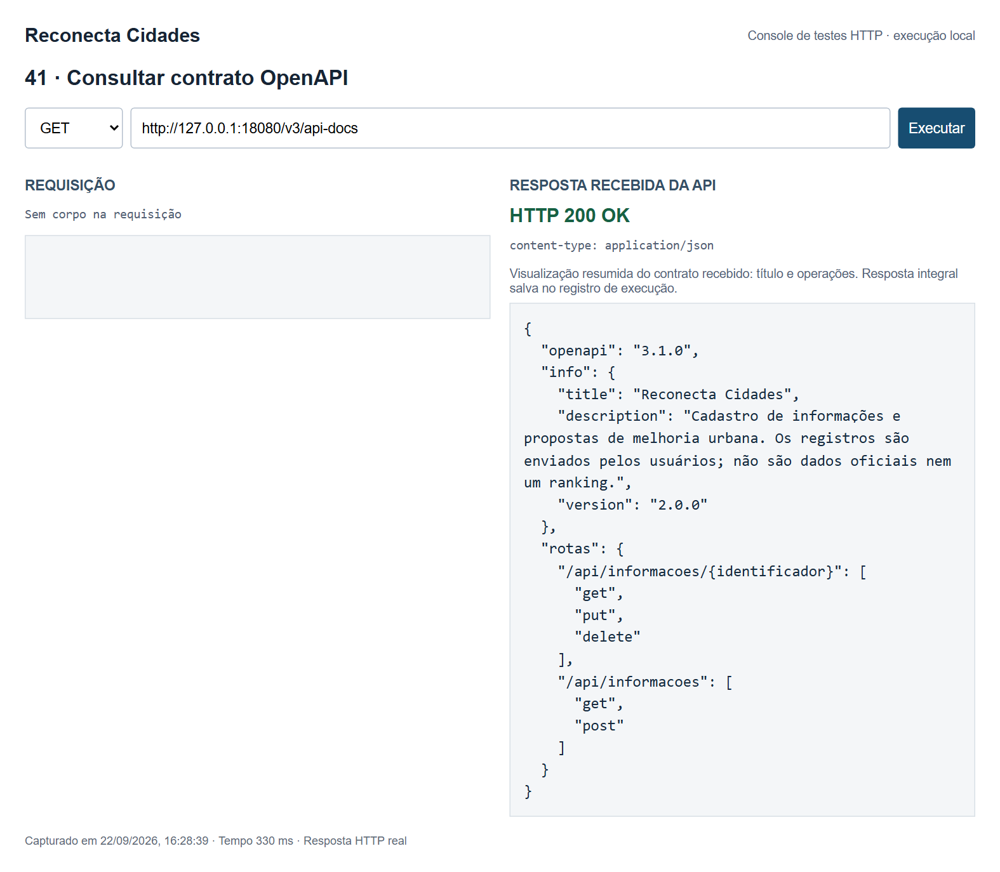 Reconecta Cidades
Console de testes HTTP · execução local
41 · Consultar contrato OpenAPI
GET
http://127.0.0.1:18080/v3/api-docs
Executar
REQUISIÇÃO
Sem corpo na requisição
RESPOSTA RECEBIDA DA API
HTTP 200 OK
content-type: application/json
Visualização resumida do contrato recebido: título e operações. Resposta integral
salva no registro de execução.
{
  "openapi": "3.1.0",
  "info": {
    "title": "Reconecta Cidades",
    "description": "Cadastro de informações e
propostas de melhoria urbana. Os registros são
enviados pelos usuários; não são dados oficiais nem
um ranking.",
    "version": "2.0.0"
  },
  "rotas": {
    "/api/informacoes/{identificador}": [
      "get",
      "put",
      "delete"
    ],
    "/api/informacoes": [
      "get",
      "post"
    ]
  }
}
Capturado em 22/09/2026, 16:28:39 · Tempo 330 ms · Resposta HTTP real